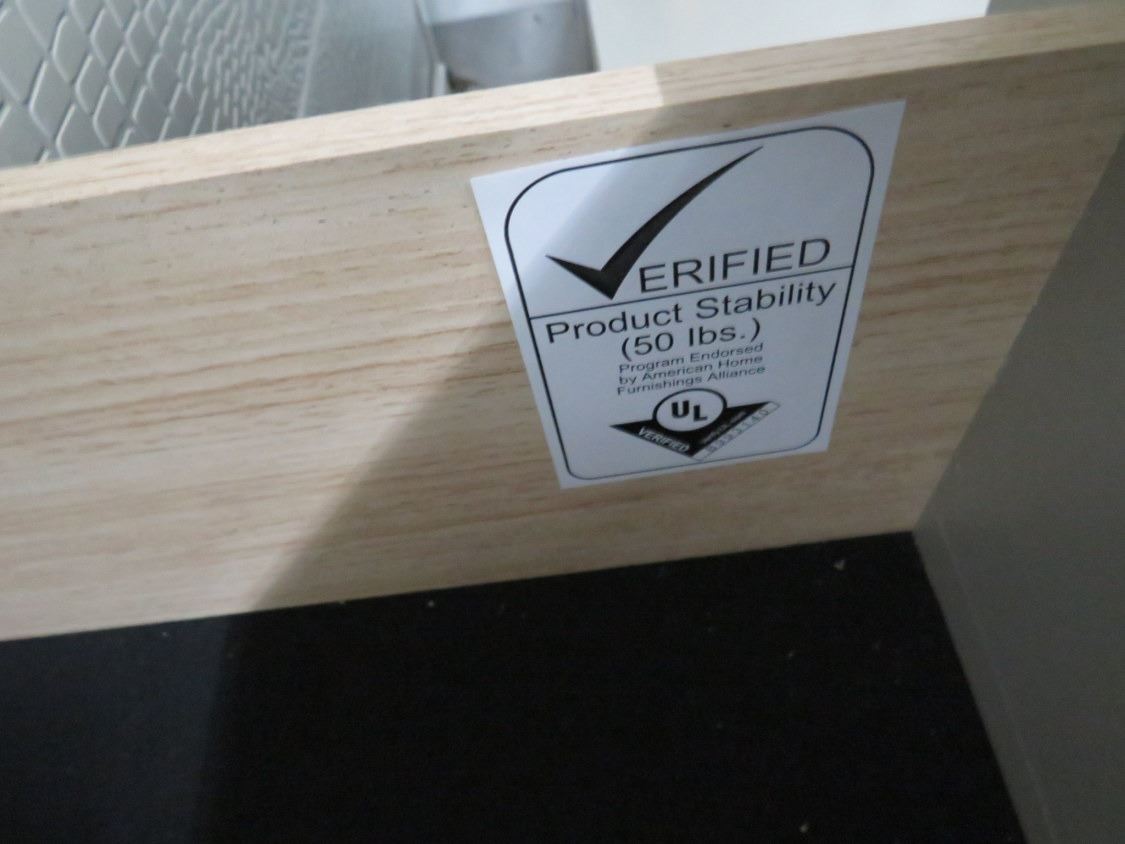 VERIFIED
Product Stability
(50 lbs.)
Program Endorsed
by American Home
Furnishings Alliance
UL
VERIFIED